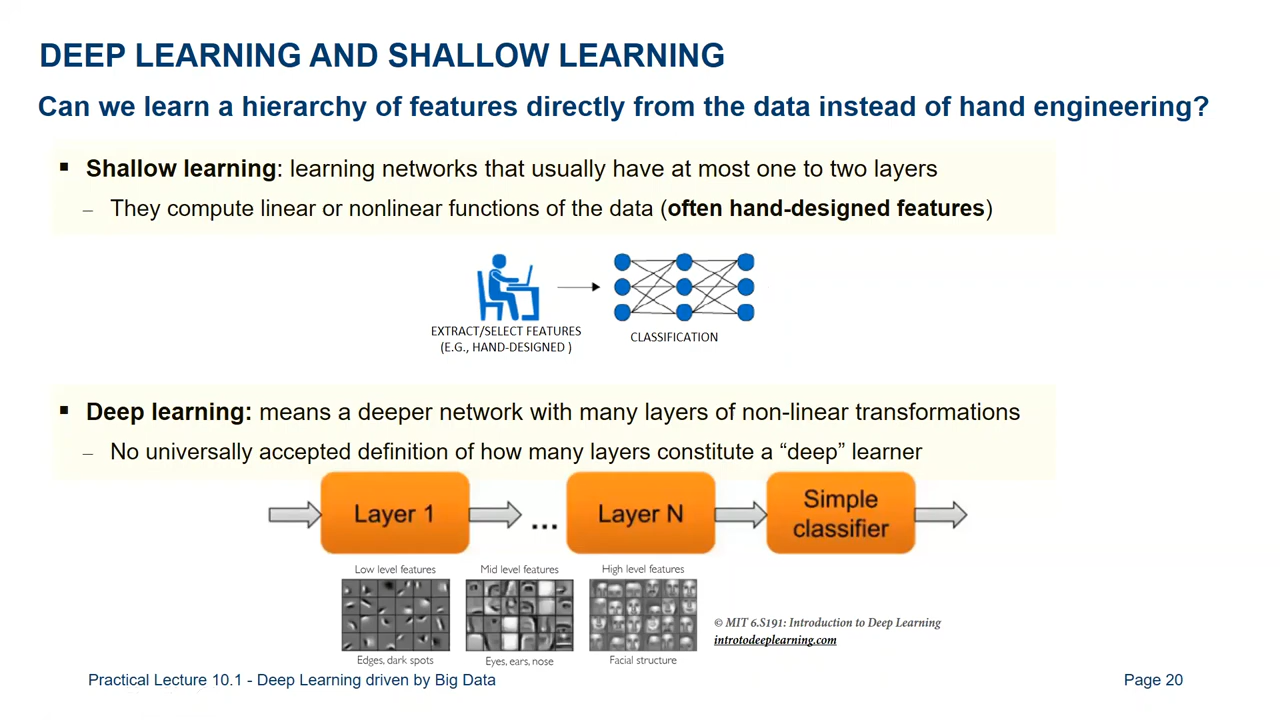 DEEP LEARNING AND SHALLOW LEARNING
Can we learn a hierarchy of features directly from the data instead of hand engineering?
▪ Shallow learning: learning networks that usually have at most one to two layers
– They compute linear or nonlinear functions of the data (often hand-designed features)
EXTRACT/SELECT FEATURES
(E.G., HAND-DESIGNED )
CLASSIFICATION
▪ Deep learning: means a deeper network with many layers of non-linear transformations
– No universally accepted definition of how many layers constitute a “deep” learner
Layer 1
...
Layer N
Simple
classifier
Low level features
Mid level features
High level features
Edges, dark spots
Eyes, ears, nose
Facial structure
© MIT 6.S191: Introduction to Deep Learning
introtodeeplearning.com
Practical Lecture 10.1 - Deep Learning driven by Big Data
Page 20